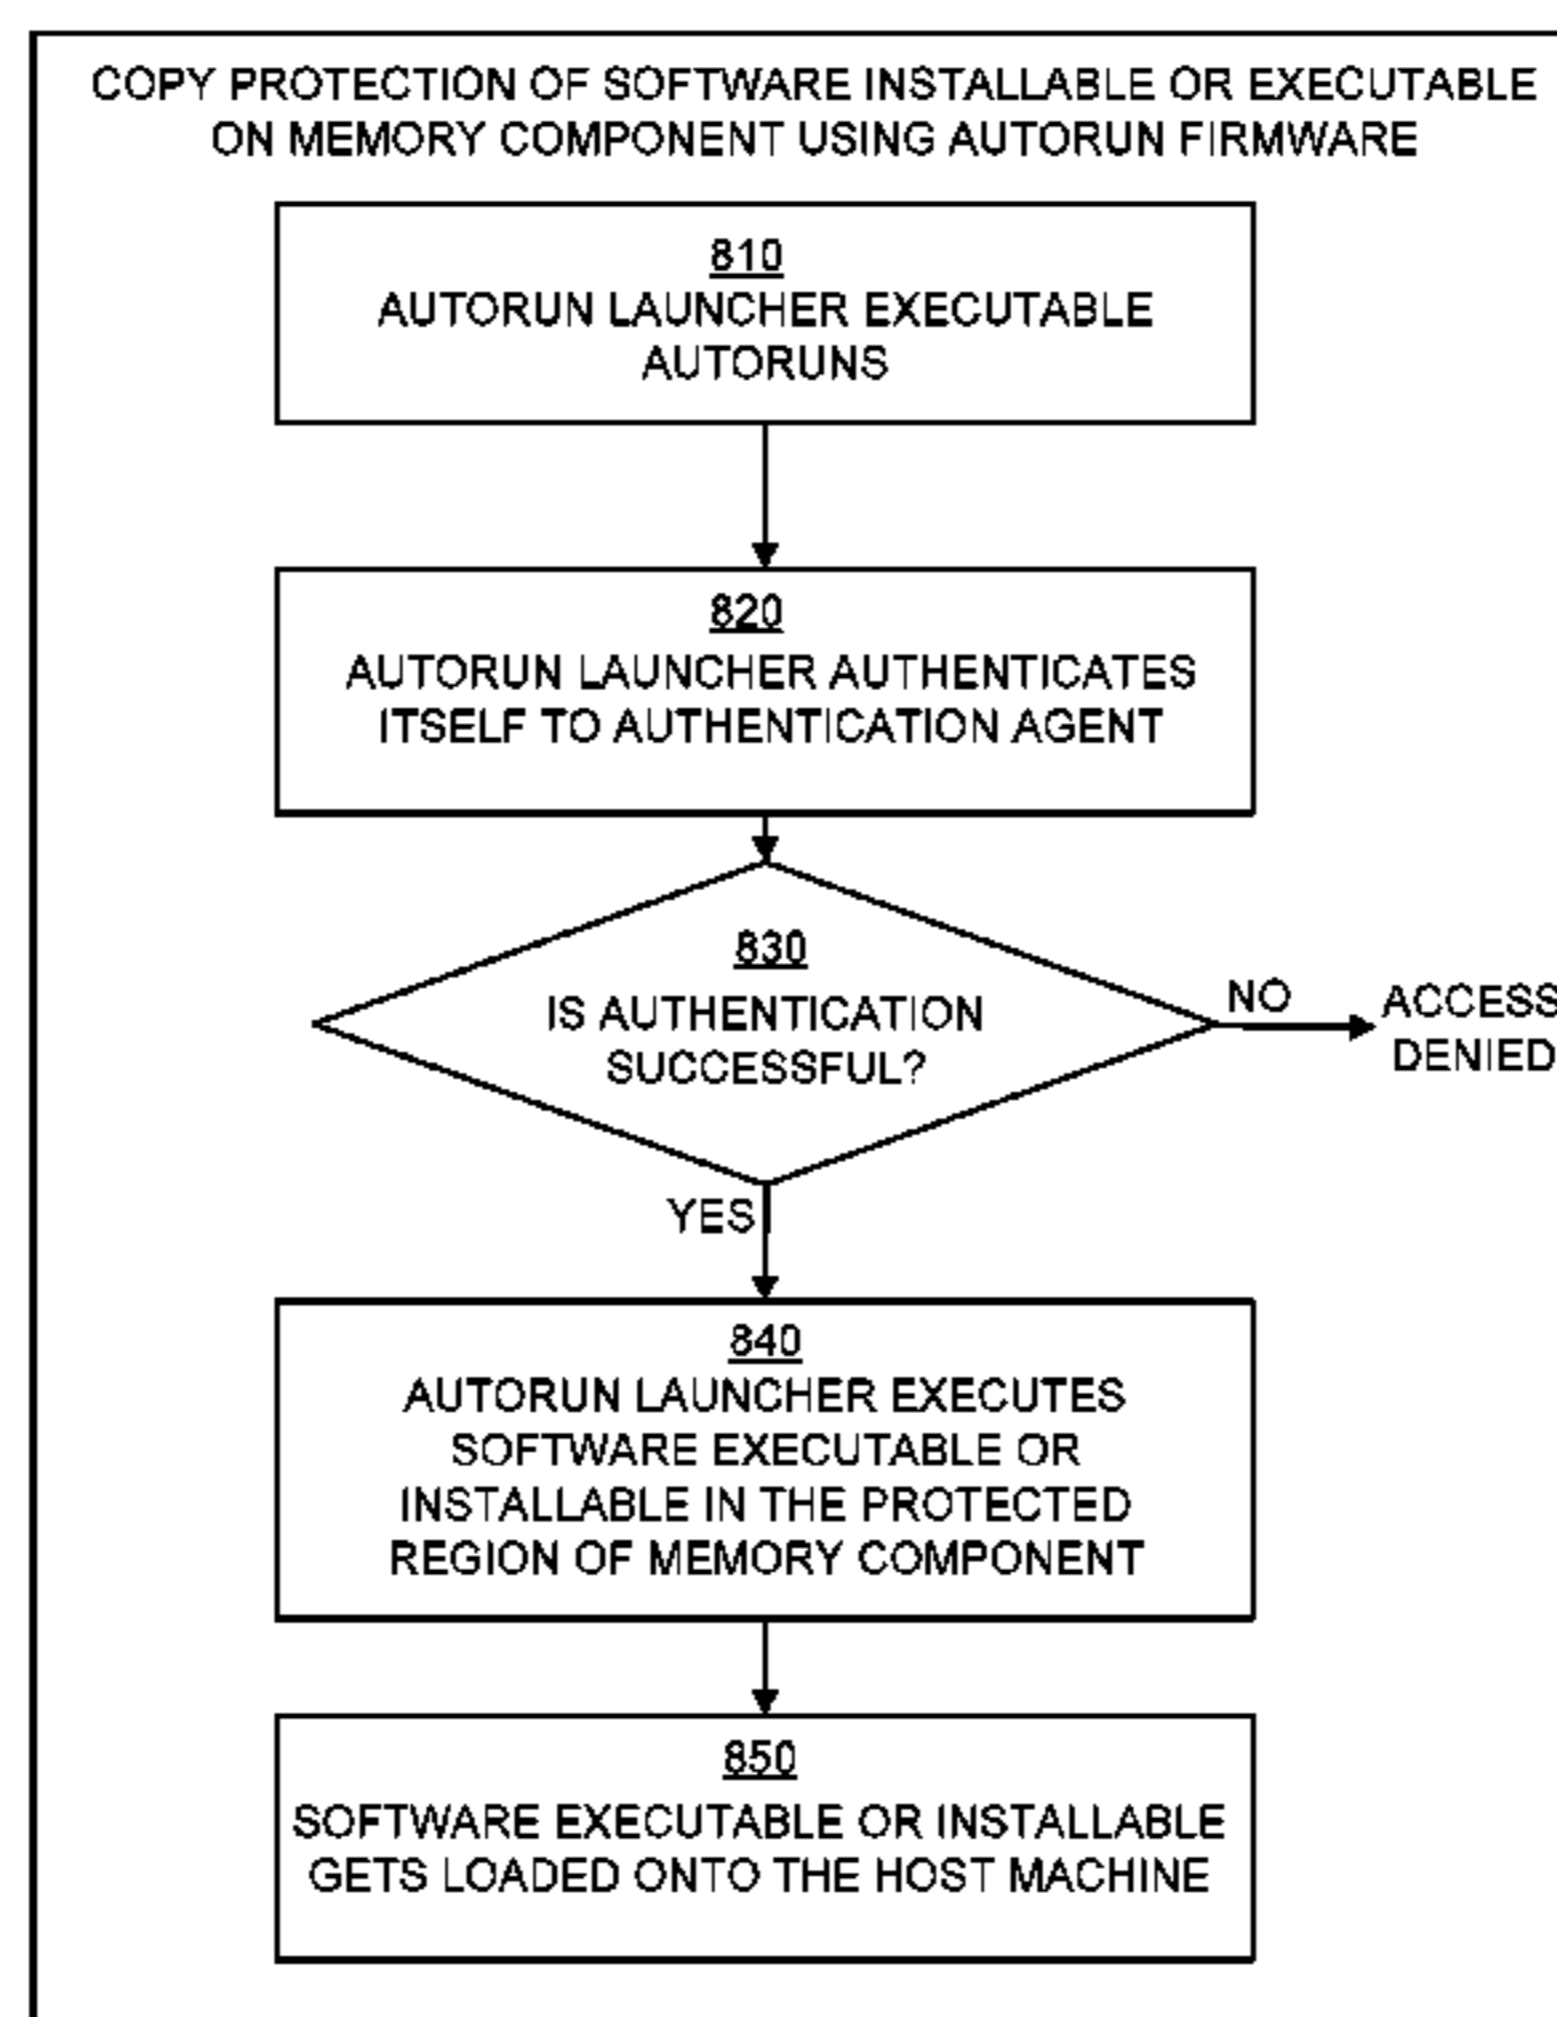 COPY PROTECTION OF SOFTWARE INSTALLABLE OR EXECUTABLE
ON MEMORY COMPONENT USING AUTORUN FIRMWARE
810
AUTORUN LAUNCHER EXECUTABLE
AUTORUNS
820
AUTORUN LAUNCHER AUTHENTICATES
ITSELF TO AUTHENTICATION AGENT
830
IS AUTHENTICATION
SUCCESSFUL?
NO
ACCESS
DENIED
YES
840
AUTORUN LAUNCHER EXECUTES
SOFTWARE EXECUTABLE OR
INSTALLABLE IN THE PROTECTED
REGION OF MEMORY COMPONENT
850
SOFTWARE EXECUTABLE OR INSTALLABLE
GETS LOADED ONTO THE HOST MACHINE